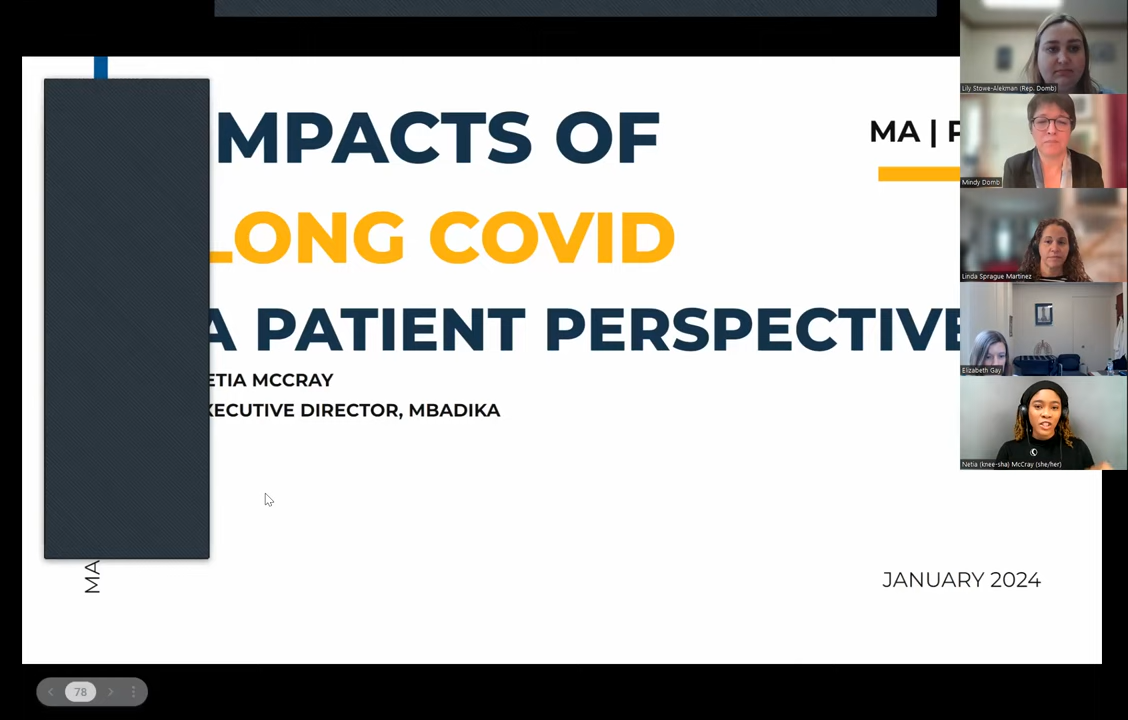 MPACTS OF
LONG COVID
A PATIENT PERSPECTIVE
ETIA MCCRAY
XECUTIVE DIRECTOR, MBADIKA
MA | P
MA
JANUARY 2024
78
Lily Stowe-Alekman (Rep. Domb)
Mindy Domb
Linda Sprague Martinez
Elizabeth Gay
Netia (knee-sha) McCray (she/her)